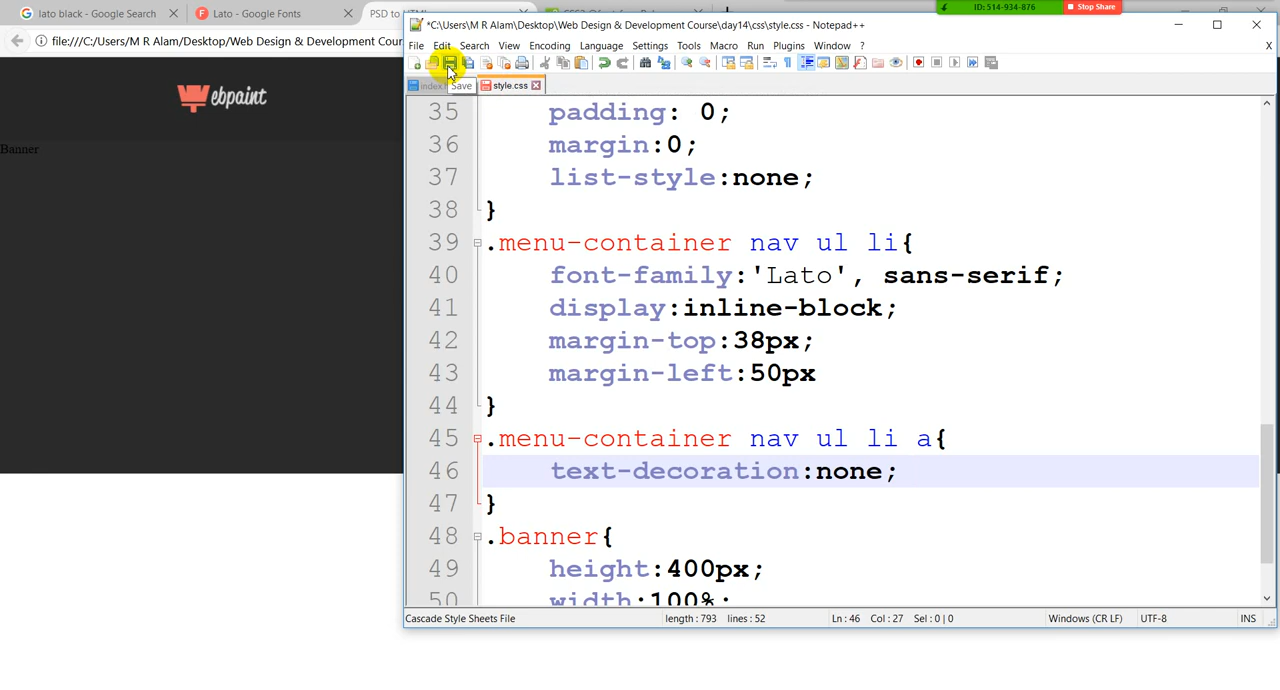 lato black - Google Search
Lato - Google Fonts
PSD to
ID: 514-934-876
Stop Share
file:///C:/Users/M R Alam/Desktop/Web Design & Development Cour
*C:\Users\M R Alam\Desktop\Web Design & Development Course\day14\css\style.css - Notepad++
File Edit Search View Encoding Language Settings Tools Macro Run Plugins Window ? X
Save
style.css
ebpaint
Banner
35 padding: 0;
36 margin:0;
37 list-style:none;
38 }
39 .menu-container nav ul li{
40 font-family:'Lato', sans-serif;
41 display:inline-block;
42 margin-top:38px;
43 margin-left:50px
44 }
45 .menu-container nav ul li a{
46 text-decoration:none;
47 }
48 .banner{
49 height:400px;
50 width:100%;
Cascade Style Sheets File length : 793 lines : 52 Ln : 46 Col : 27 Sel : 0 | 0 Windows (CR LF) UTF-8 INS